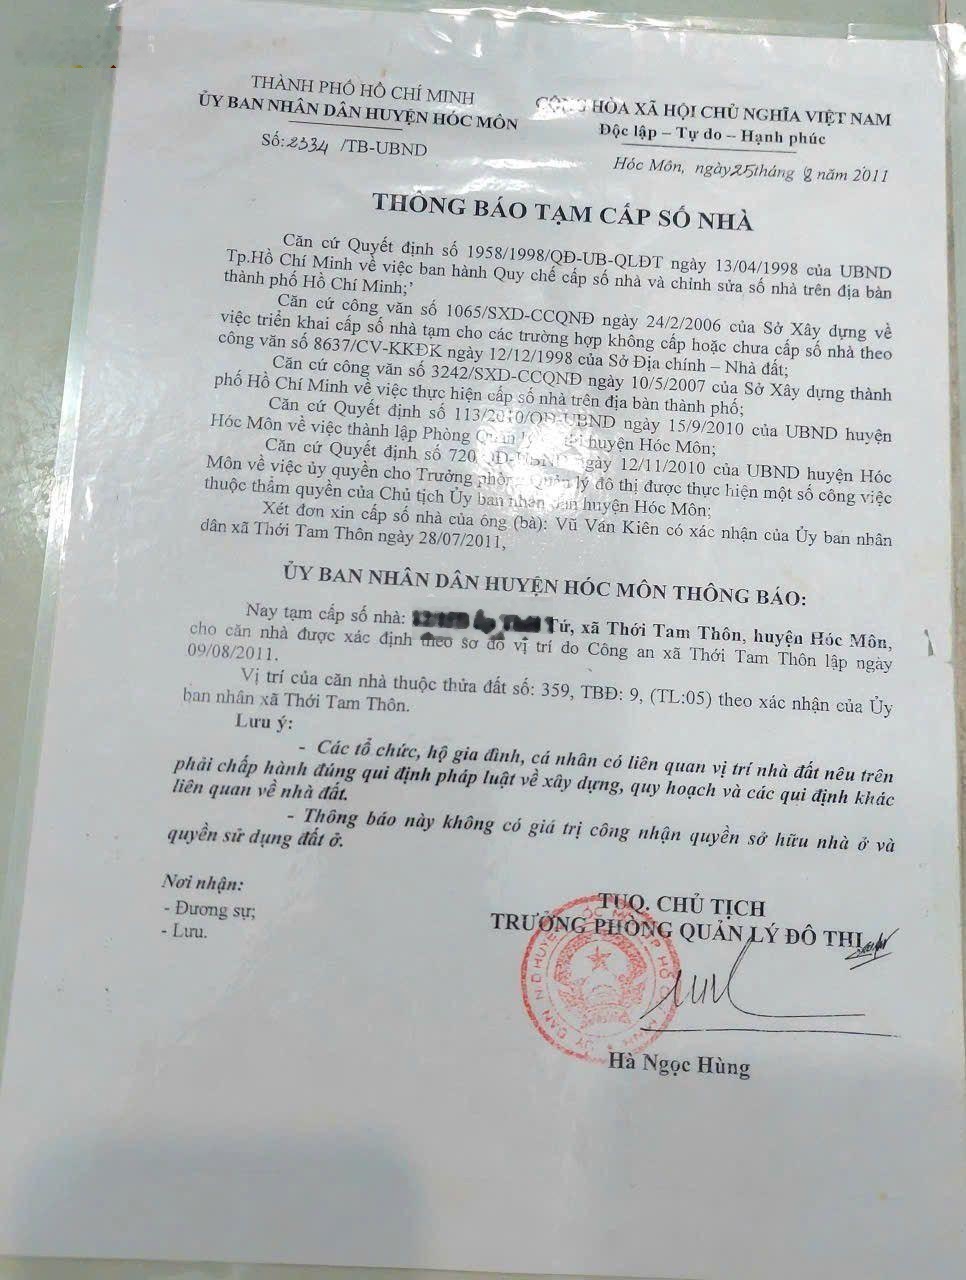 THÀNH PHỐ HỒ CHÍ MINH
ỦY BAN NHÂN DÂN HUYỆN HÓC MÔN
Số: 2334 /TB-UBND
CỘNG HÒA XÃ HỘI CHỦ NGHĨA VIỆT NAM
Độc lập – Tự do – Hạnh phúc
Hóc Môn, ngày 25 tháng 8 năm 2011
THÔNG BÁO TẠM CẤP SỐ NHÀ
Căn cứ Quyết định số 1958/1998/QĐ-UB-QLĐT ngày 13/04/1998 của UBND
Tp.Hồ Chí Minh về việc ban hành Quy chế cấp số nhà và chỉnh sửa số nhà trên địa bàn
thành phố Hồ Chí Minh;’
Căn cứ công văn số 1065/SXD-CCQNĐ ngày 24/2/2006 của Sở Xây dựng về
việc triển khai cấp số nhà tạm cho các trường hợp không cấp hoặc chưa cấp số nhà theo
công văn số 8637/CV-KKĐK ngày 12/12/1998 của Sở Địa chính – Nhà đất;
Căn cứ công văn số 3242/SXD-CCQNĐ ngày 10/5/2007 của Sở Xây dựng thành
phố Hồ Chí Minh về việc thực hiện cấp số nhà trên địa bàn thành phố;
Căn cứ Quyết định số 113/2010/QĐ-UBND ngày 15/9/2010 của UBND huyện
Hóc Môn về việc thành lập Phòng Quản lý thị huyện Hóc Môn;
Căn cứ Quyết định số 720/QĐ-UBND ngày 12/11/2010 của UBND huyện Hóc
Môn về việc ủy quyền cho Trưởng phòng Quản lý đô thị được thực hiện một số công việc
thuộc thẩm quyền của Chủ tịch Ủy ban nhân dân huyện Hóc Môn;
Xét đơn xin cấp số nhà của ông (bà): Vũ Văn Kiên có xác nhận của Ủy ban nhân
dân xã Thới Tam Thôn ngày 28/07/2011,
ỦY BAN NHÂN DÂN HUYỆN HÓC MÔN THÔNG BÁO:
Nay tạm cấp số nhà: Tứ, xã Thới Tam Thôn, huyện Hóc Môn,
cho căn nhà được xác định theo sơ đồ vị trí do Công an xã Thới Tam Thôn lập ngày
09/08/2011.
Vị trí của căn nhà thuộc thửa đất số: 359, TBĐ: 9, (TL:05) theo xác nhận của Ủy
ban nhân xã Thới Tam Thôn.
Lưu ý:
- Các tổ chức, hộ gia đình, cá nhân có liên quan vị trí nhà đất nêu trên
phải chấp hành đúng qui định pháp luật về xây dựng, quy hoạch và các qui định khác
liên quan về nhà đất.
- Thông báo này không có giá trị công nhận quyền sở hữu nhà ở và
quyền sử dụng đất ở.
Nơi nhận:
- Đương sự;
- Lưu.
TUQ. CHỦ TỊCH
TRƯỞNG PHÒNG QUẢN LÝ ĐÔ THỊ
Hà Ngọc Hùng